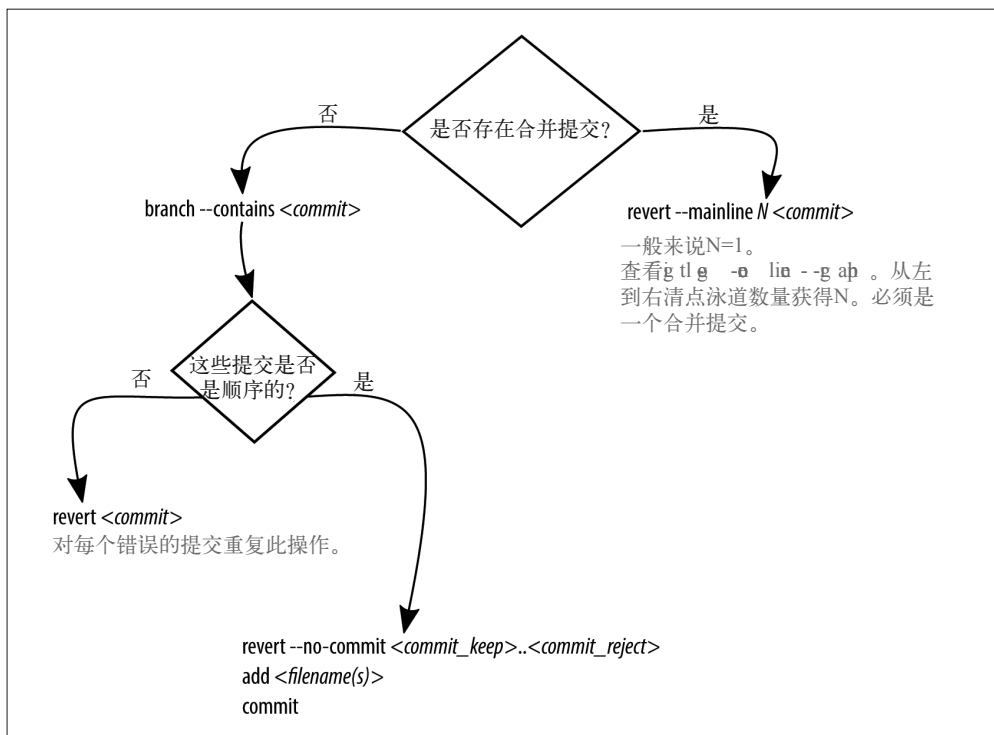 是否存在合并提交?
否
是
branch --contains <commit>
revert --mainline N <commit>
一般来说N=1。
查看 。从左
到右清点泳道数量获得N。必须是
一个合并提交。
这些提交是否
是顺序的?
否
是
revert <commit>
对每个错误的提交重复此操作。
revert --no-commit <commit_keep>..<commit_reject>
add <filename(s)>
commit